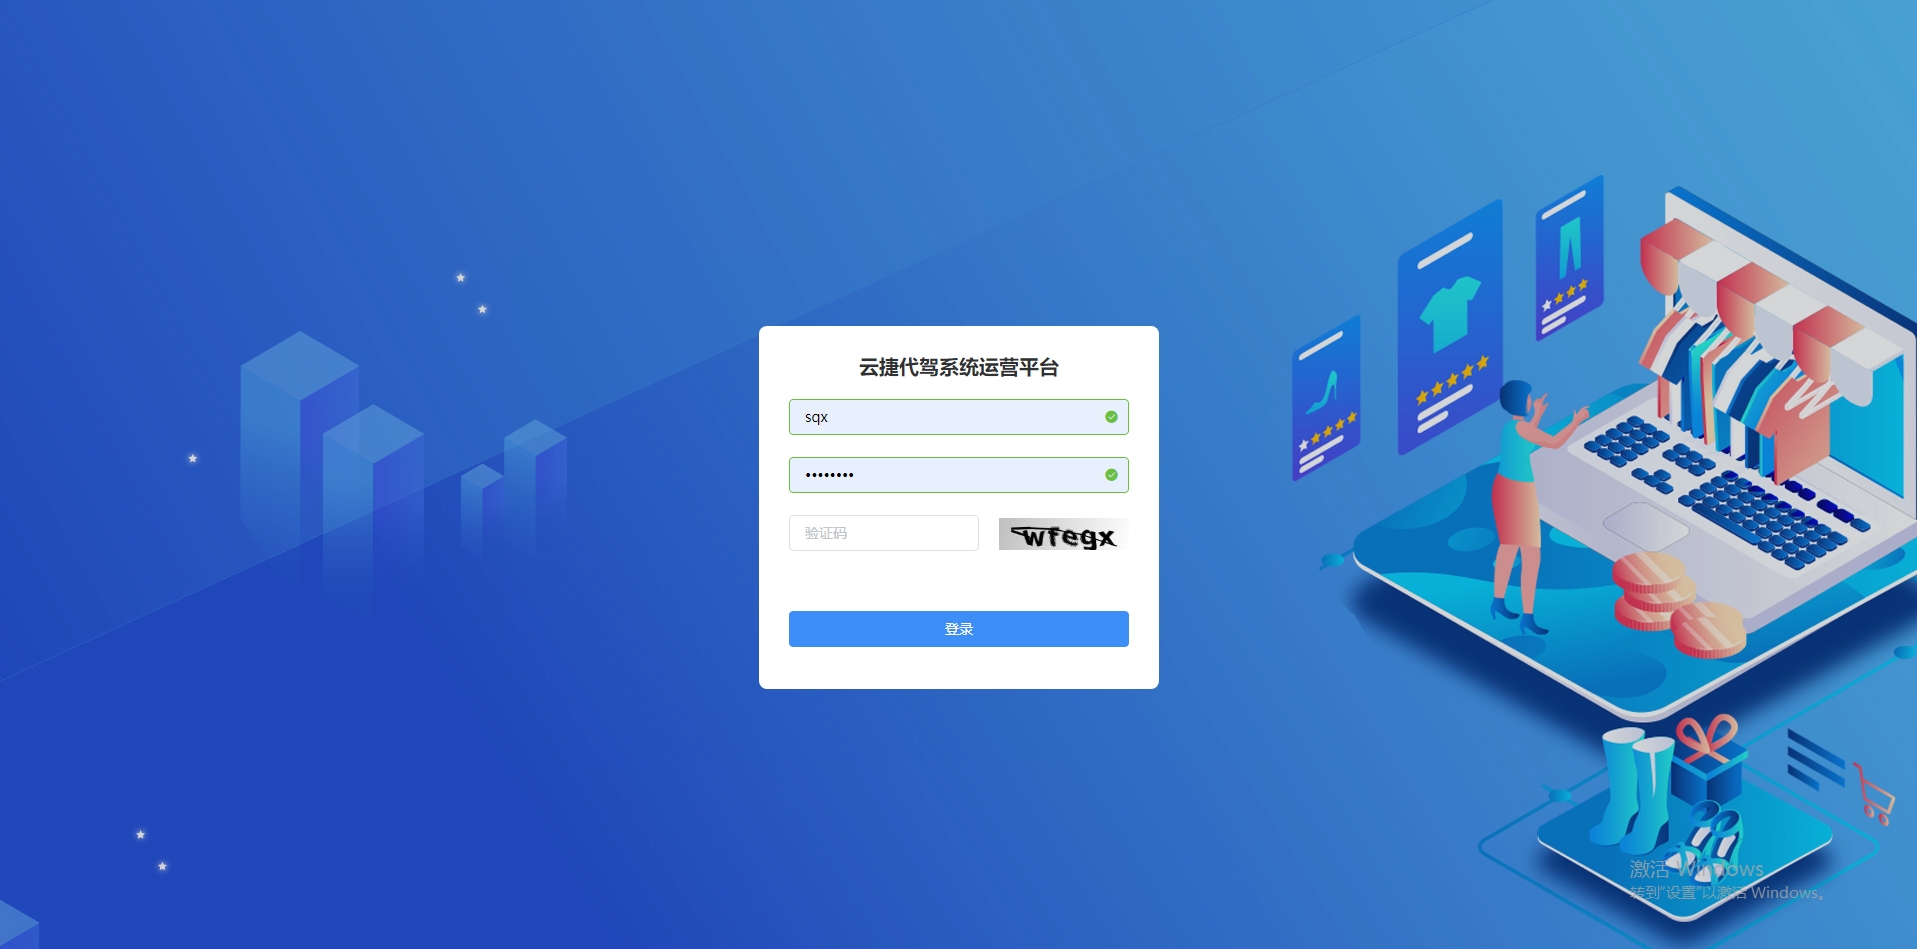 云捷代驾系统运营平台
sqx
••••••••
验证码
wfegx
登录
激活 Windows
转到“设置”以激活 Windows。